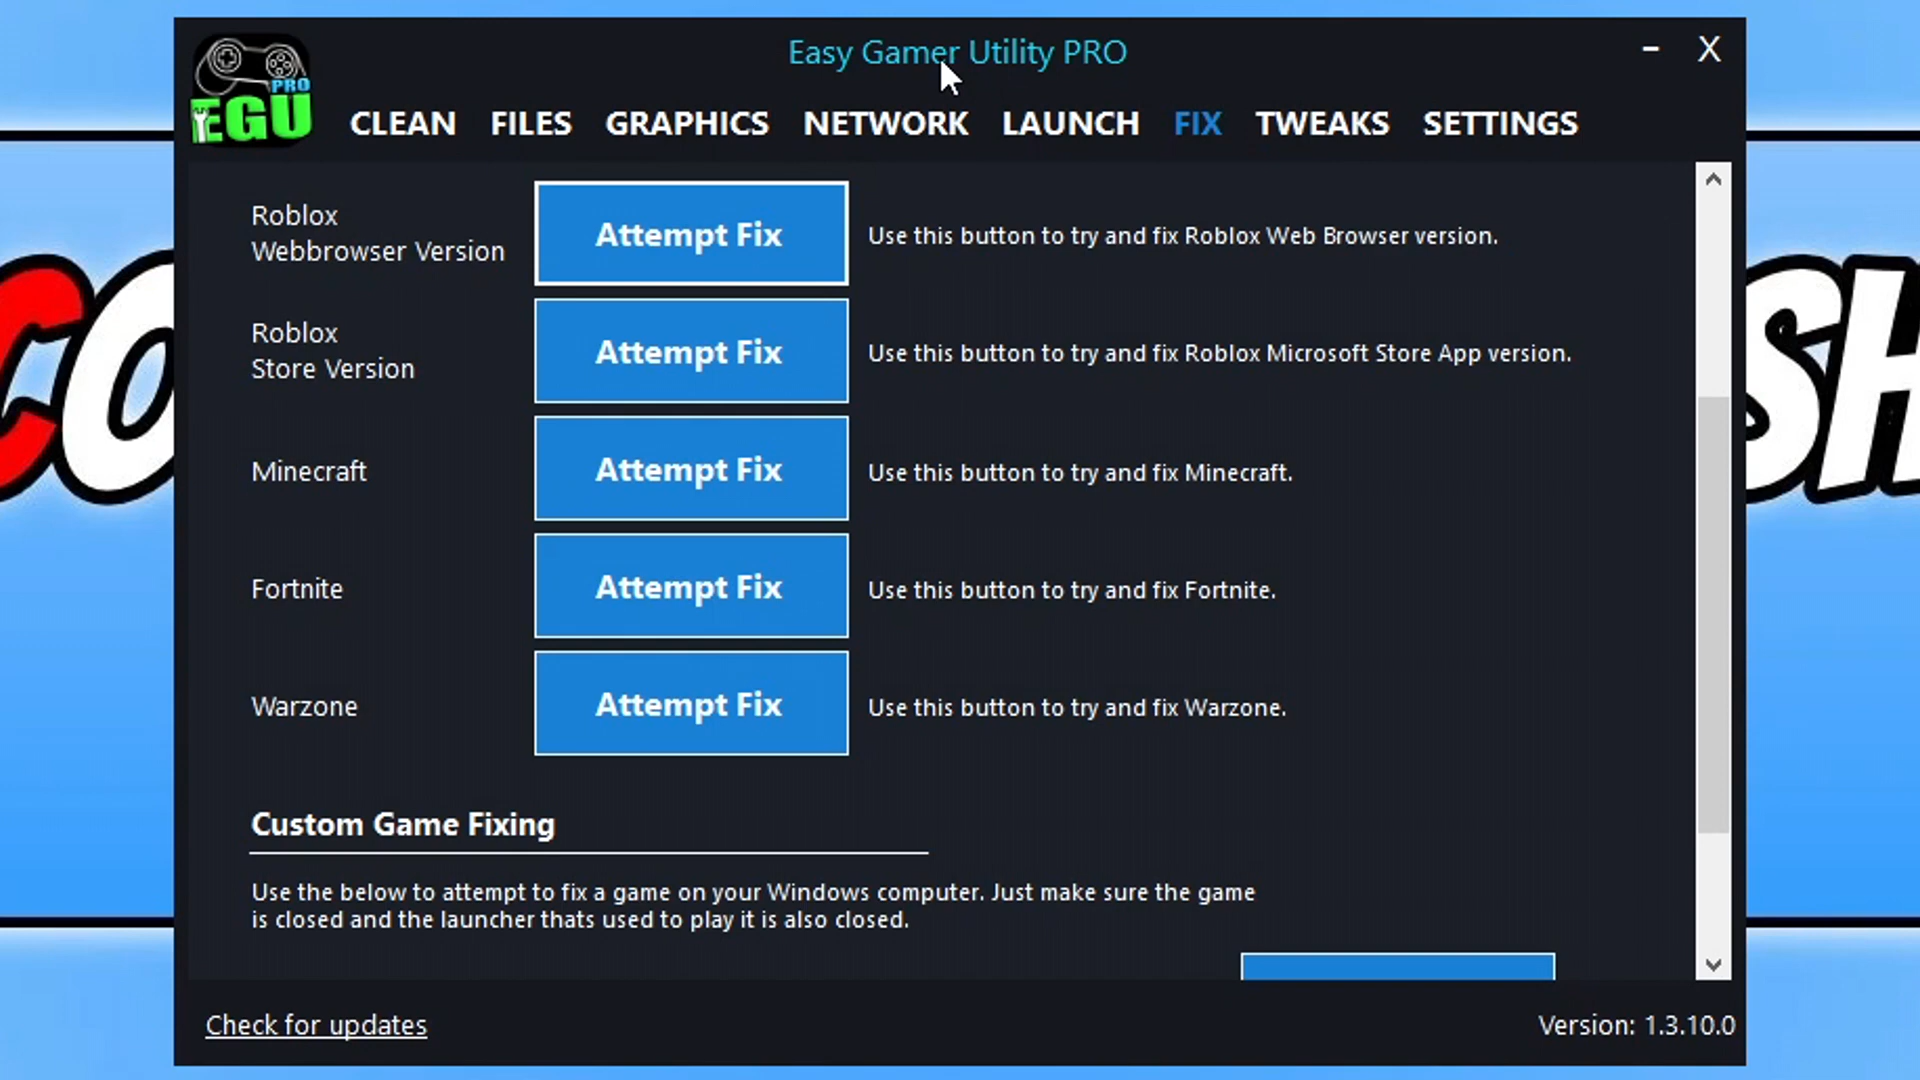 Easy Gamer Utility PRO
- X
PRO
EGU
CLEAN FILES GRAPHICS NETWORK LAUNCH FIX TWEAKS SETTINGS
Roblox
Webbrowser Version
Attempt Fix
Use this button to try and fix Roblox Web Browser version.
Roblox
Store Version
Attempt Fix
Use this button to try and fix Roblox Microsoft Store App version.
Minecraft
Attempt Fix
Use this button to try and fix Minecraft.
Fortnite
Attempt Fix
Use this button to try and fix Fortnite.
Warzone
Attempt Fix
Use this button to try and fix Warzone.
Custom Game Fixing
Use the below to attempt to fix a game on your Windows computer. Just make sure the game
is closed and the launcher thats used to play it is also closed.
Check for updates
Version: 1.3.10.0
CO
SH